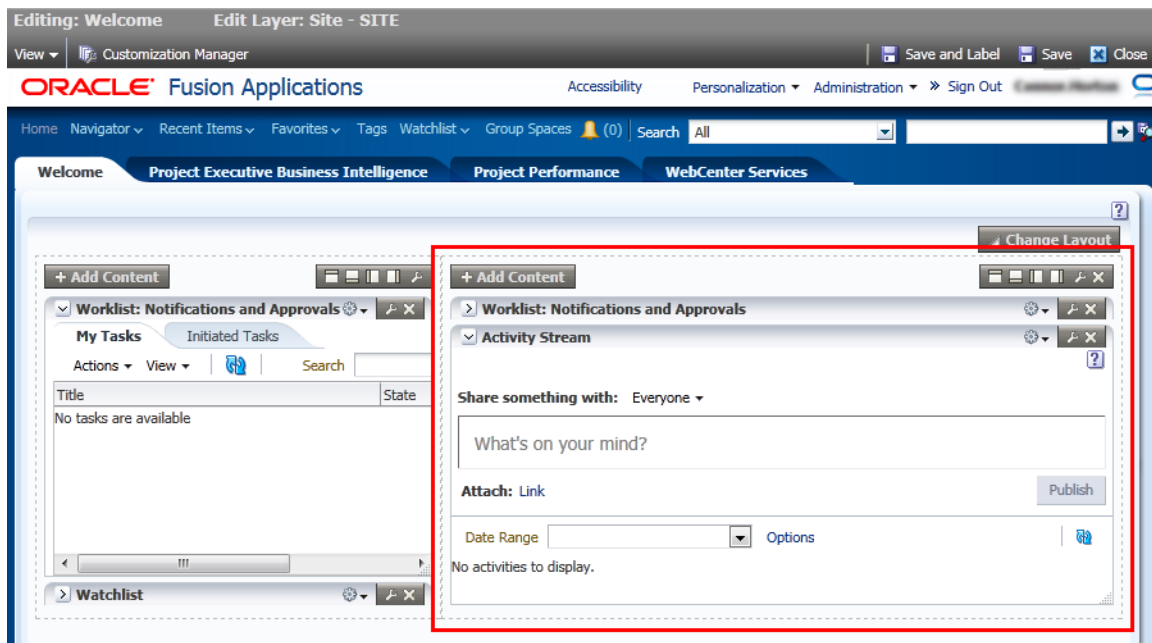 Editing: Welcome Edit Layer: Site - SITE
View Customization Manager Save and Label Save Close
ORACLE Fusion Applications Accessibility Personalization Administration » Sign Out
Home Navigator Recent Items Favorites Tags Watchlist Group Spaces (0) Search All
Welcome Project Executive Business Intelligence Project Performance WebCenter Services
?
Change Layout
+ Add Content
Worklist: Notifications and Approvals
My Tasks Initiated Tasks
Actions View Search
Title State
No tasks are available
Watchlist
+ Add Content
Worklist: Notifications and Approvals
Activity Stream
?
Share something with: Everyone
What's on your mind?
Attach: Link Publish
Date Range Options
No activities to display.